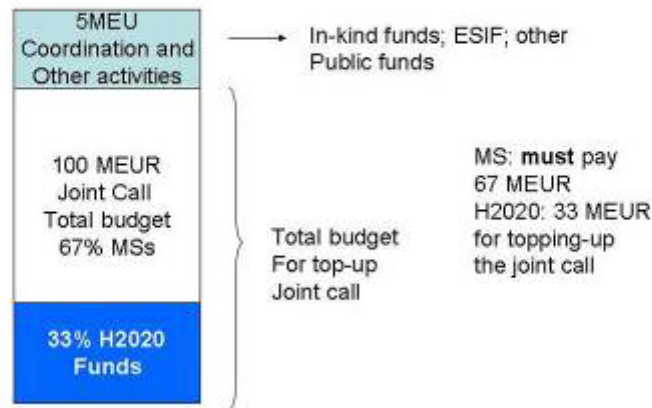 5MEU
Coordination and
Other activities
In-kind funds; ESIF; other
Public funds
100 MEUR
Joint Call
Total budget
67% MSs
33% H2020
Funds
Total budget
For top-up
Joint call
MS: must pay
67 MEUR
H2020: 33 MEUR
for topping-up
the joint call